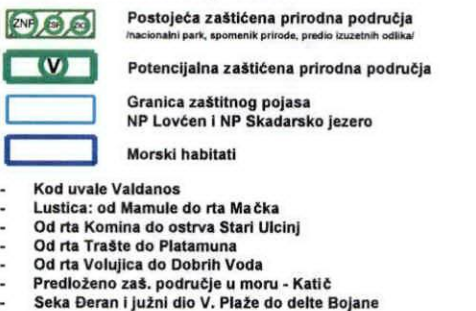 ZNP
Postojeća zaštićena prirodna područja
/nacionalni park, spomenik prirode, predio izuzetnih odlika/
V
Potencijalna zaštićena prirodna područja
Granica zaštitnog pojasa
NP Lovćen i NP Skadarsko jezero
Morski habitati
- Kod uvale Valdanos
- Lustica: od Mamule do rta Mačka
- Od rta Komina do ostrva Stari Ulcinj
- Od rta Trašte do Platamuna
- Od rta Volujica do Dobrih Voda
- Predloženo zaš. područje u moru - Katič
- Seka Đeran i južni dio V. Plaže do delte Bojane